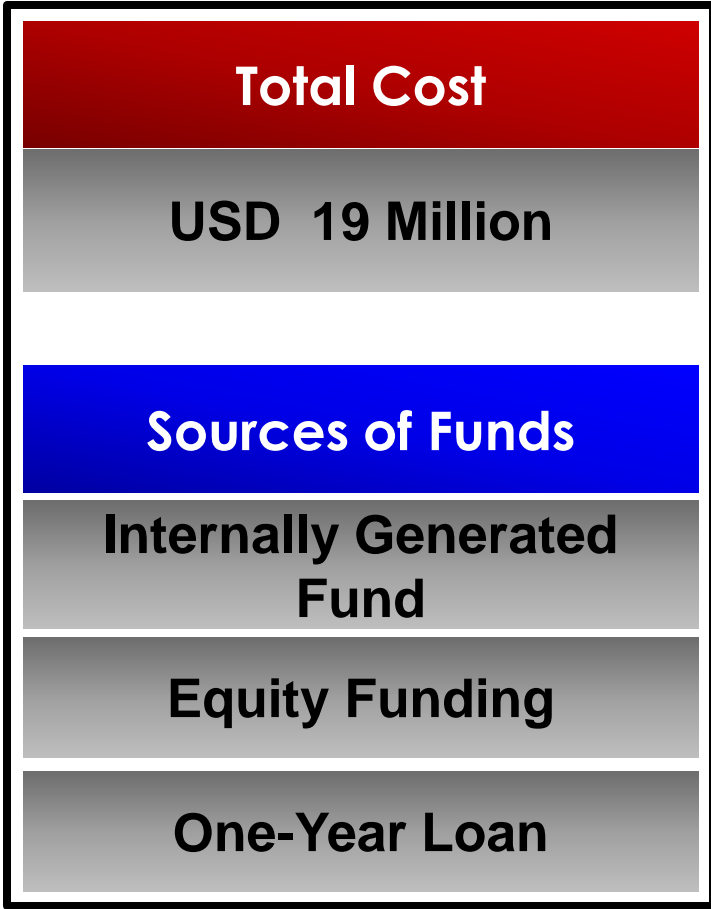 Total Cost
USD  19 Million
Sources of Funds
Internally Generated
Fund
Equity Funding
One-Year Loan